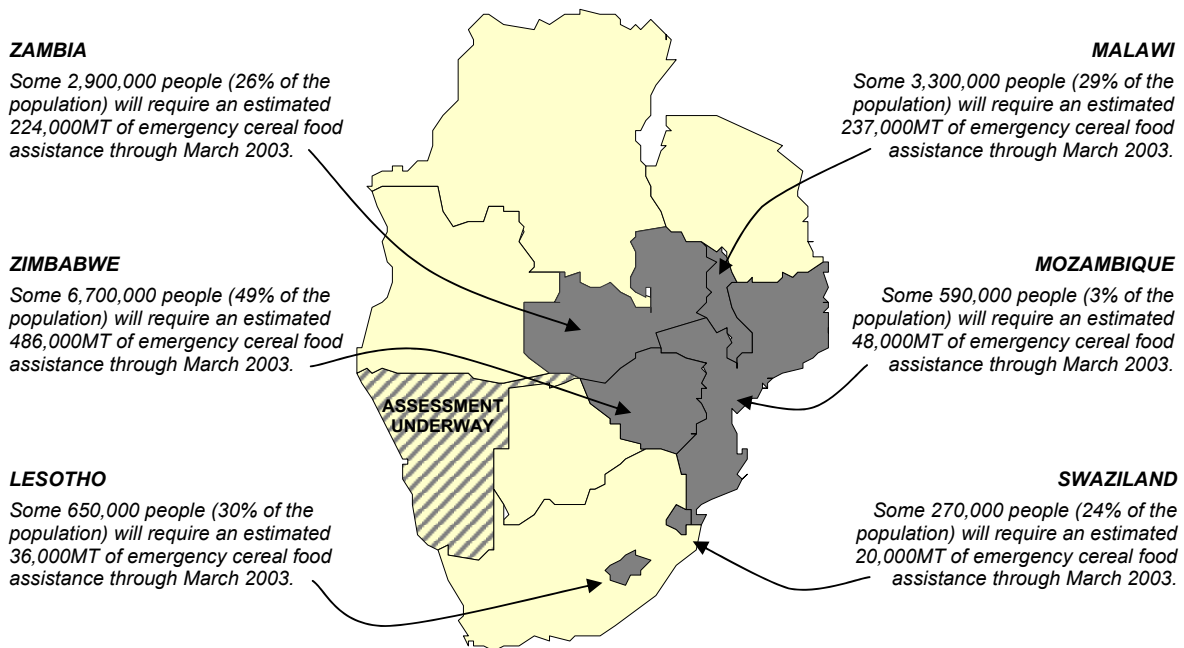 ZAMBIA
Some 2,900,000 people (26% of the
population) will require an estimated
224,000MT of emergency cereal food
assistance through March 2003.
ZIMBABWE
Some 6,700,000 people (49% of the
population) will require an estimated
486,000MT of emergency cereal food
assistance through March 2003.
LESOTHO
Some 650,000 people (30% of the
population) will require an estimated
36,000MT of emergency cereal food
assistance through March 2003.
ASSESSMENT
UNDERWAY
MALAWI
Some 3,300,000 people (29% of the
population) will require an estimated
237,000MT of emergency cereal food
assistance through March 2003.
MOZAMBIQUE
Some 590,000 people (3% of the
population) will require an estimated
48,000MT of emergency cereal food
assistance through March 2003.
SWAZILAND
Some 270,000 people (24% of the
population) will require an estimated
20,000MT of emergency cereal food
assistance through March 2003.